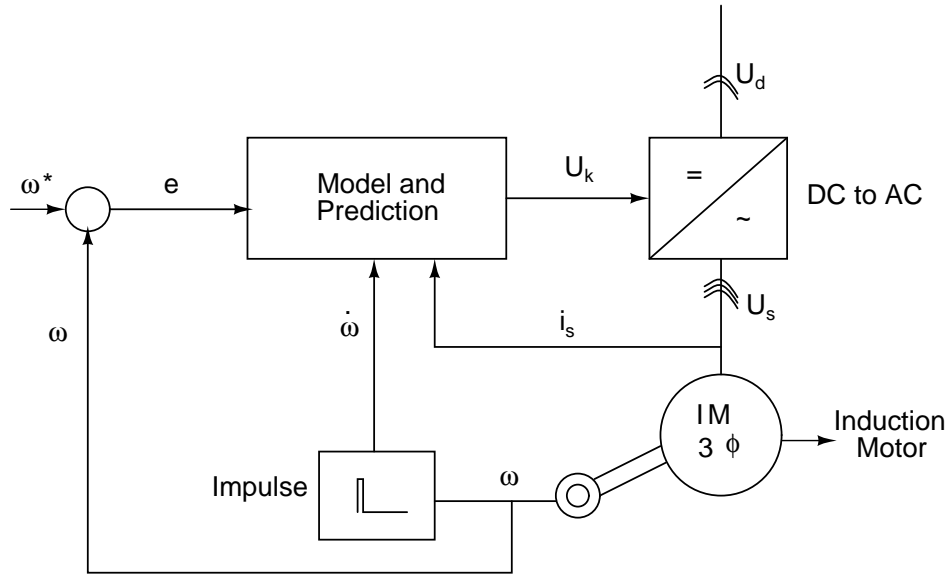 U_d
ω*
e
Model and
Prediction
U_k
=
~
DC to AC
ω
ω̇
i_s
U_s
IM
3 ϕ
Induction
Motor
Impulse
ω